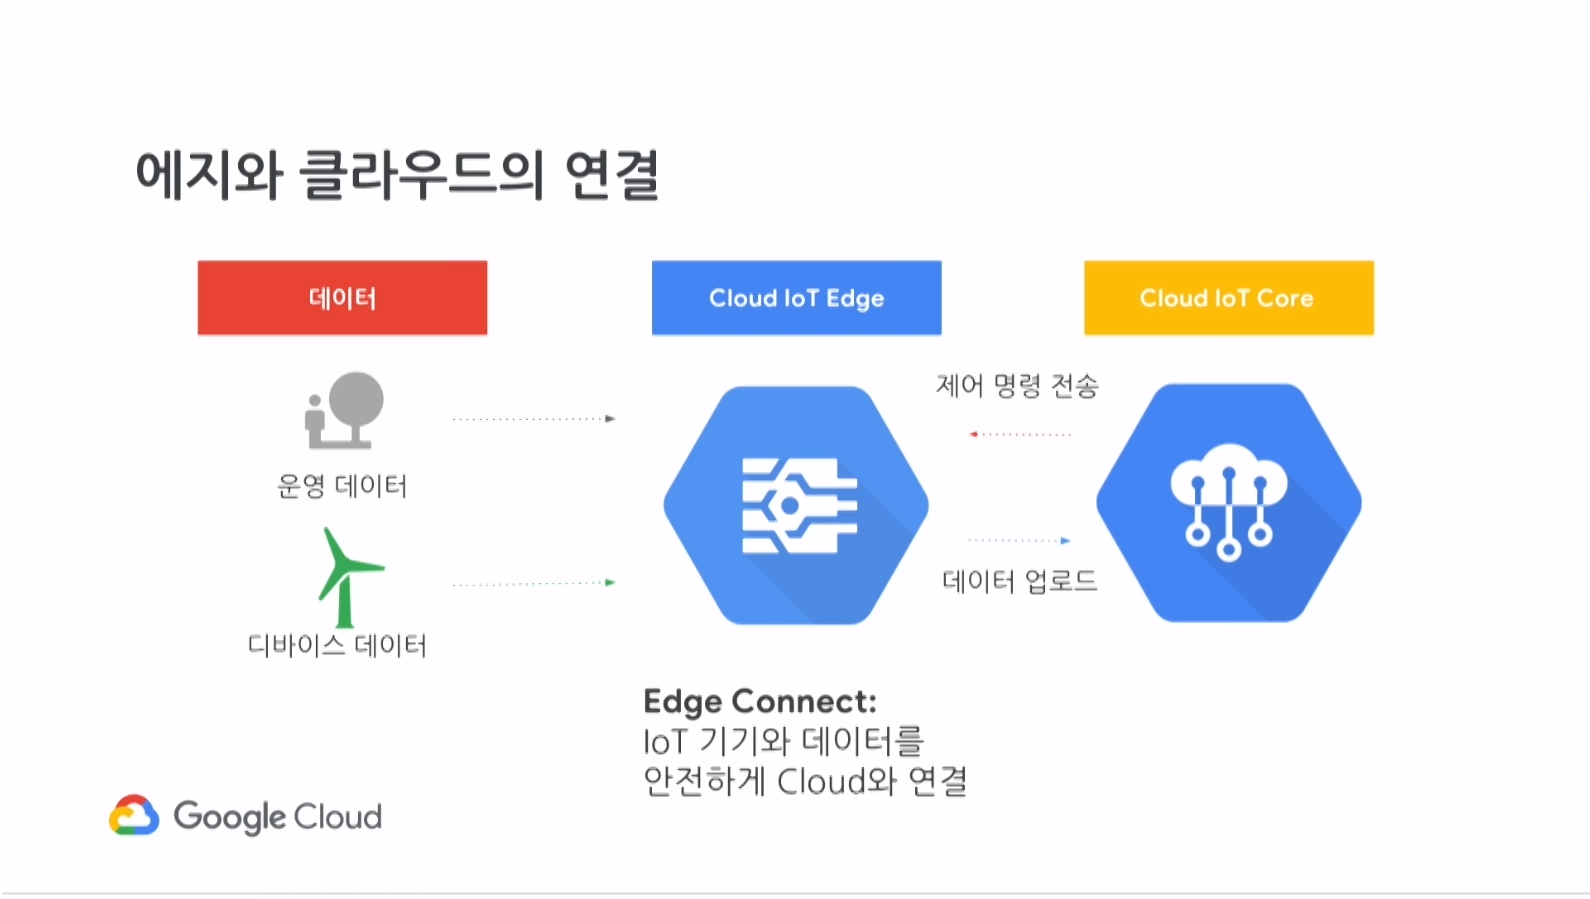 에지와 클라우드의 연결
데이터
Cloud IoT Edge
Cloud IoT Core
제어 명령 전송
운영 데이터
데이터 업로드
디바이스 데이터
Edge Connect:
IoT 기기와 데이터를
안전하게 Cloud와 연결
Google Cloud